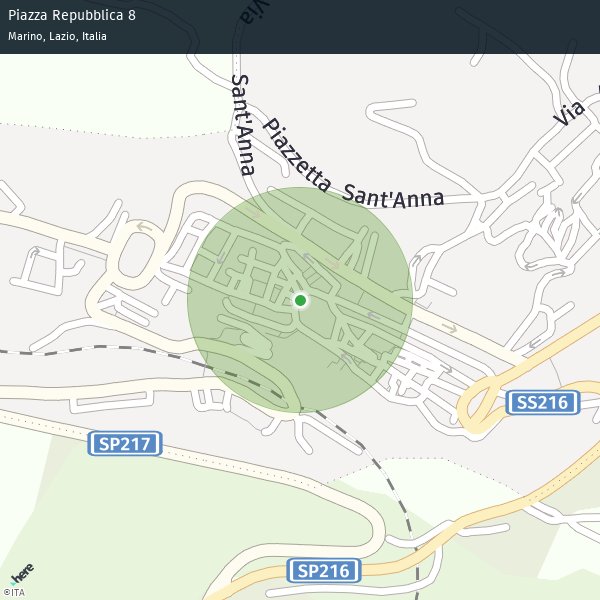 Piazza Repubblica 8
Marino, Lazio, Italia
Via
Sant'Anna
Piazzetta Sant'Anna
Via
SS216
SP217
SP216
here
©ITA